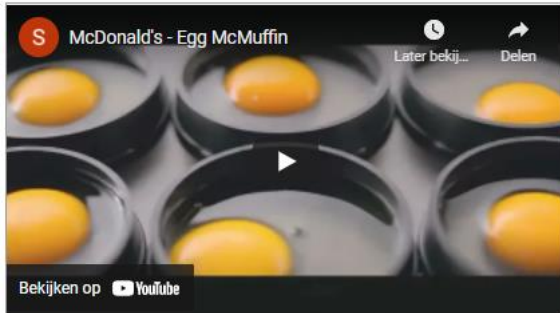 S McDonald's - Egg McMuffin
Later bekij... Delen
Bekijken op YouTube